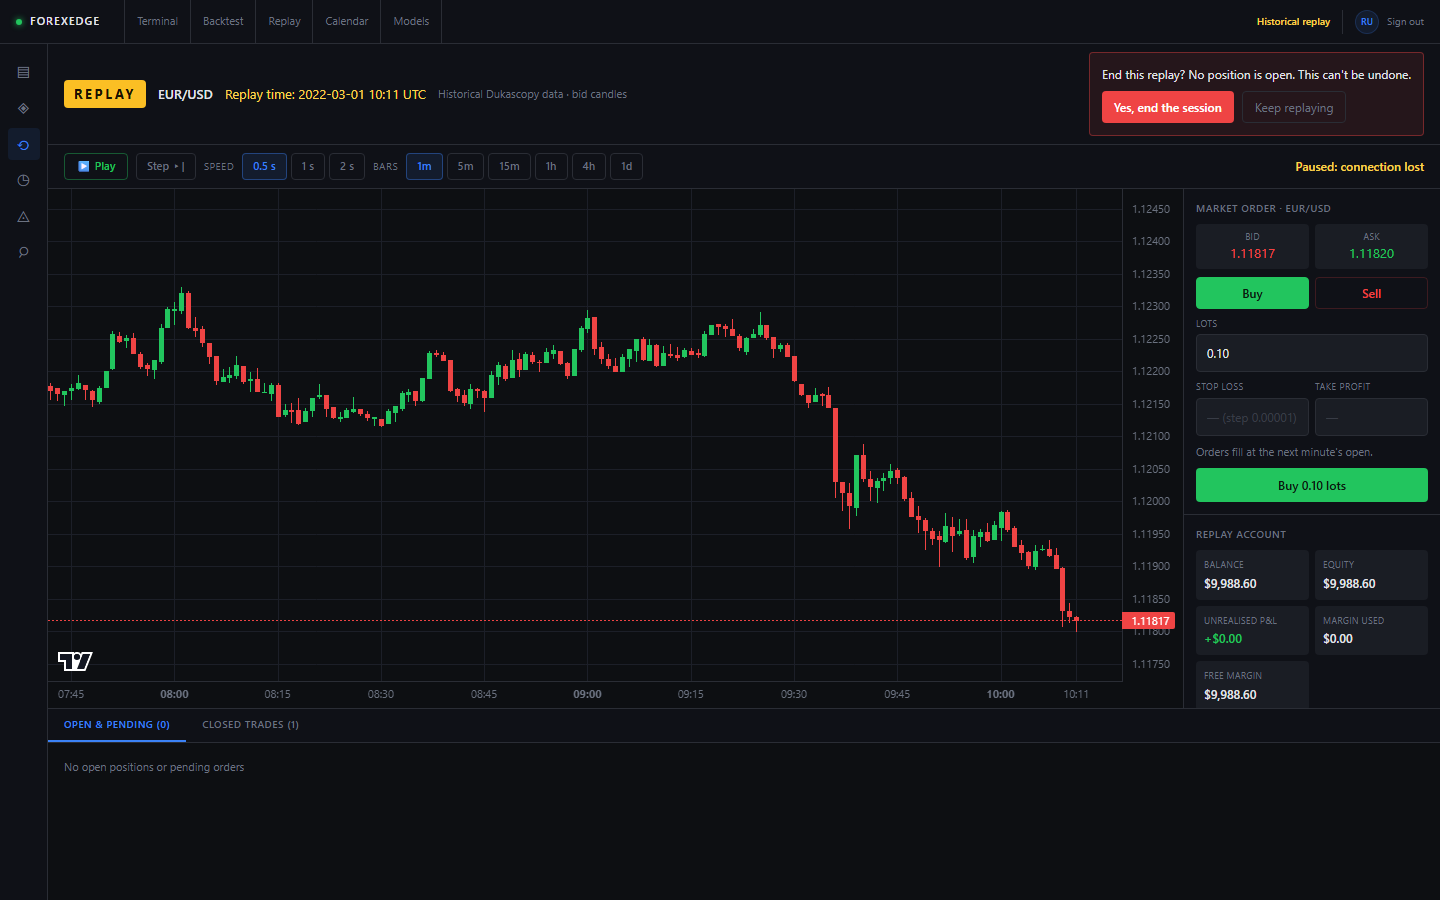 FOREXEDGE
Terminal
Backtest
Replay
Calendar
Models
Historical replay
RU
Sign out
REPLAY
EUR/USD
Replay time: 2022-03-01 10:11 UTC
Historical Dukascopy data · bid candles
End this replay? No position is open. This can't be undone.
Yes, end the session
Keep replaying
Play
Step
SPEED
0.5 s
1 s
2 s
BARS
1m
5m
15m
1h
4h
1d
Paused: connection lost
1.12450
1.12400
1.12350
1.12300
1.12250
1.12200
1.12150
1.12100
1.12050
1.12000
1.11950
1.11900
1.11850
1.11817
1.11800
1.11750
07:45
08:00
08:15
08:30
08:45
09:00
09:15
09:30
09:45
10:00
10:11
MARKET ORDER · EUR/USD
BID
1.11817
ASK
1.11820
Buy
Sell
LOTS
0.10
STOP LOSS
TAKE PROFIT
— (step 0.00001)
—
Orders fill at the next minute's open.
Buy 0.10 lots
REPLAY ACCOUNT
BALANCE
$9,988.60
EQUITY
$9,988.60
UNREALISED P&L
+$0.00
MARGIN USED
$0.00
FREE MARGIN
$9,988.60
OPEN & PENDING (0)
CLOSED TRADES (1)
No open positions or pending orders